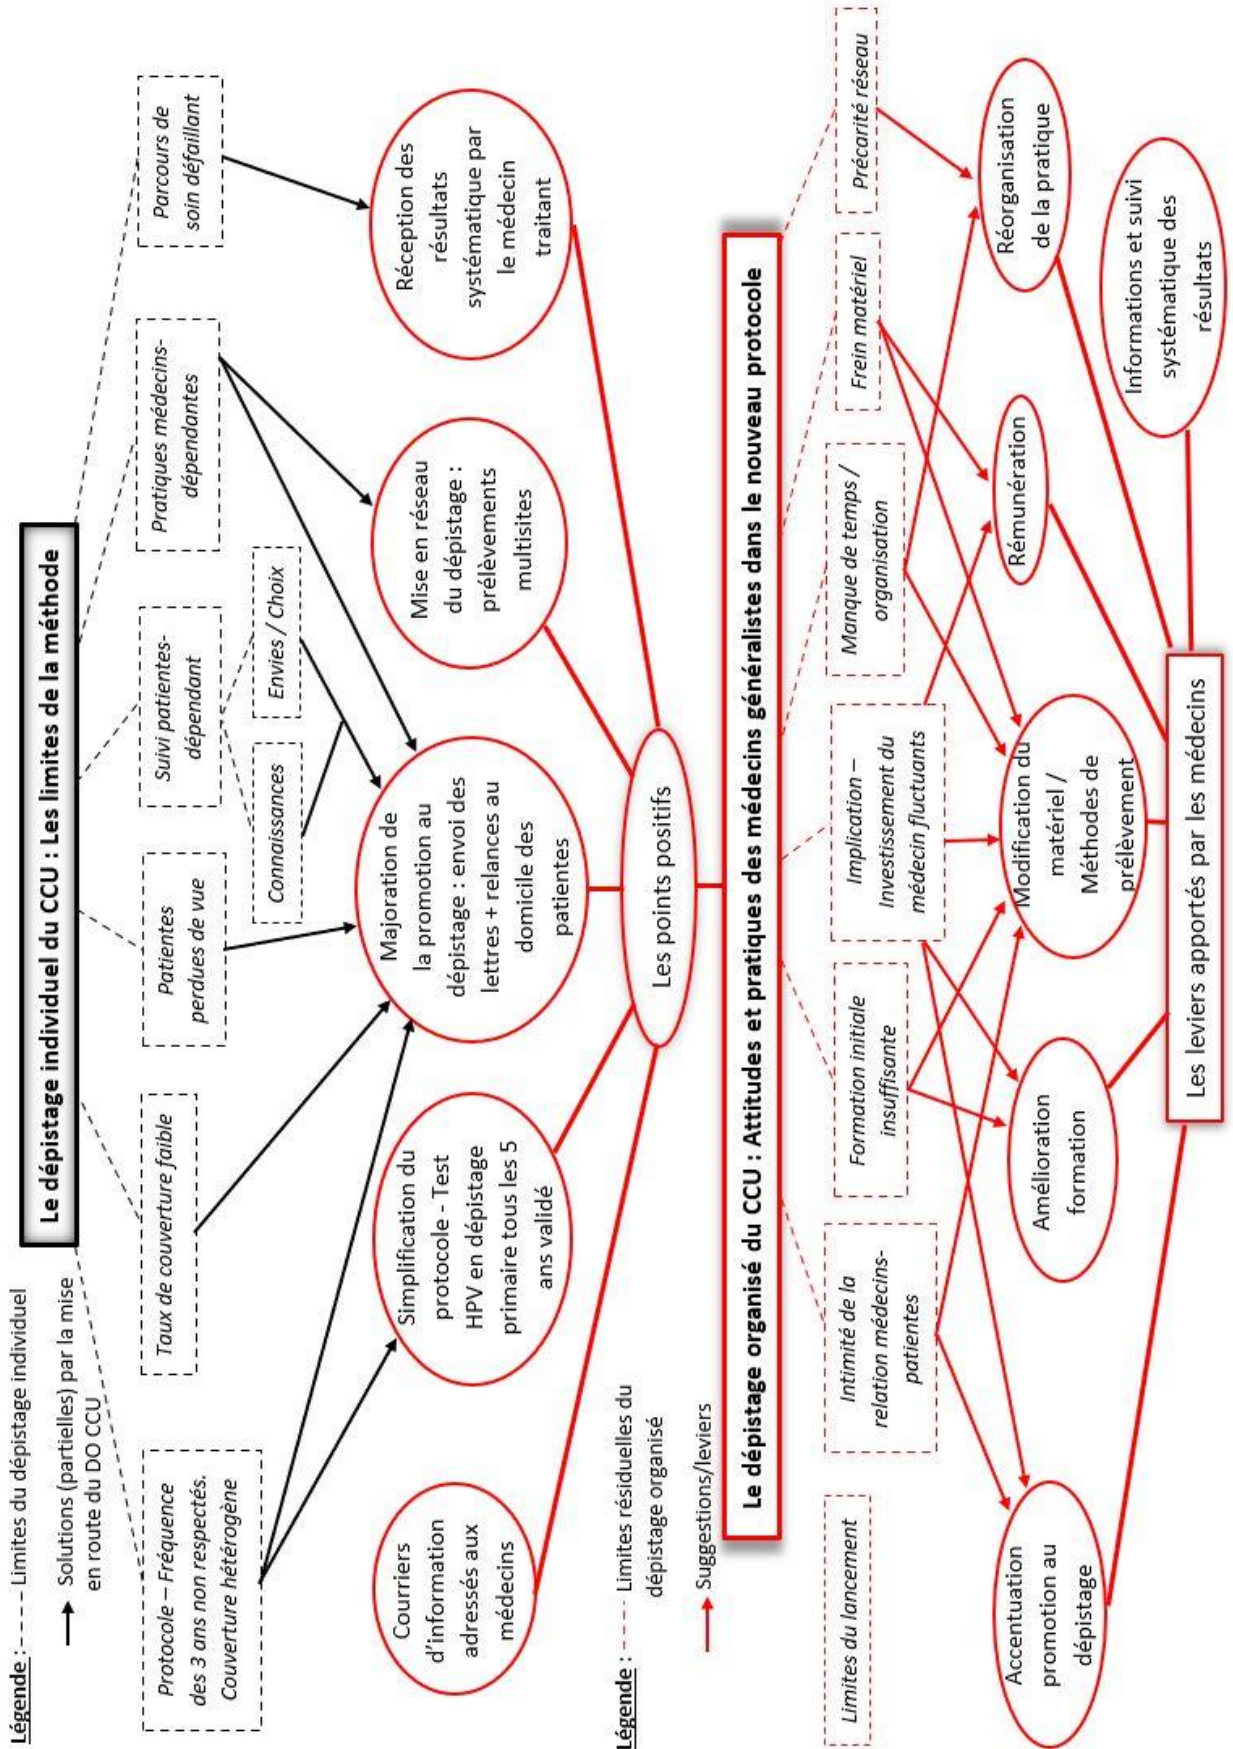 Légende : ---- Limites du dépistage individuel
Solutions (partielles) par la mise
en route du DO CCU
Le dépistage individuel du CCU : Les limites de la méthode
Protocole – Fréquence
des 3 ans non respectés.
Couverture hétérogène
Taux de couverture faible
Patientes
perdues de vue
Suivi patientes-
dépendant
Pratiques médecins-
dépendantes
Parcours de
soin défaillant
Connaissances
Envies / Choix
Courriers
d'information
adressés aux
médecins
Simplification du
protocole - Test
HPV en dépistage
primaire tous les 5
ans validé
Majoration de
la promotion au
dépistage : envoi des
lettres + relances au
domicile des
patientes
Mise en réseau
du dépistage :
prélèvements
multisites
Réception des
résultats
systématique par
le médecin
traitant
Les points positifs
Légende : ---- Limites résiduelles du
dépistage organisé
Suggestions/leviers
Le dépistage organisé du CCU : Attitudes et pratiques des médecins généralistes dans le nouveau protocole
Limites du lancement
Intimité de la
relation médecins-
patientes
Formation initiale
insuffisante
Implication –
Investissement du
médecin fluctuants
Manque de temps /
organisation
Frein matériel
Précarité réseau
Accentuation
promotion au
dépistage
Amélioration
formation
Modification du
matériel /
Méthodes de
prélèvement
Rémunération
Réorganisation
de la pratique
Informations et suivi
systématique des
résultats
Les leviers apportés par les médecins